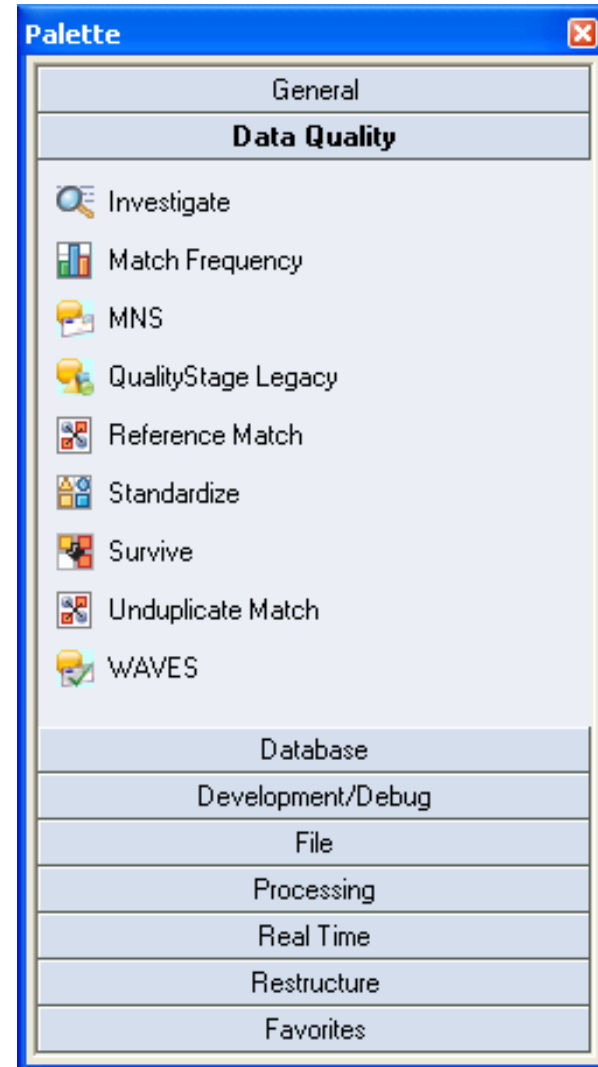 Palette
General
Data Quality
Investigate
Match Frequency
MNS
QualityStage Legacy
Reference Match
Standardize
Survive
Unduplicate Match
WAVES
Database
Development/Debug
File
Processing
Real Time
Restructure
Favorites